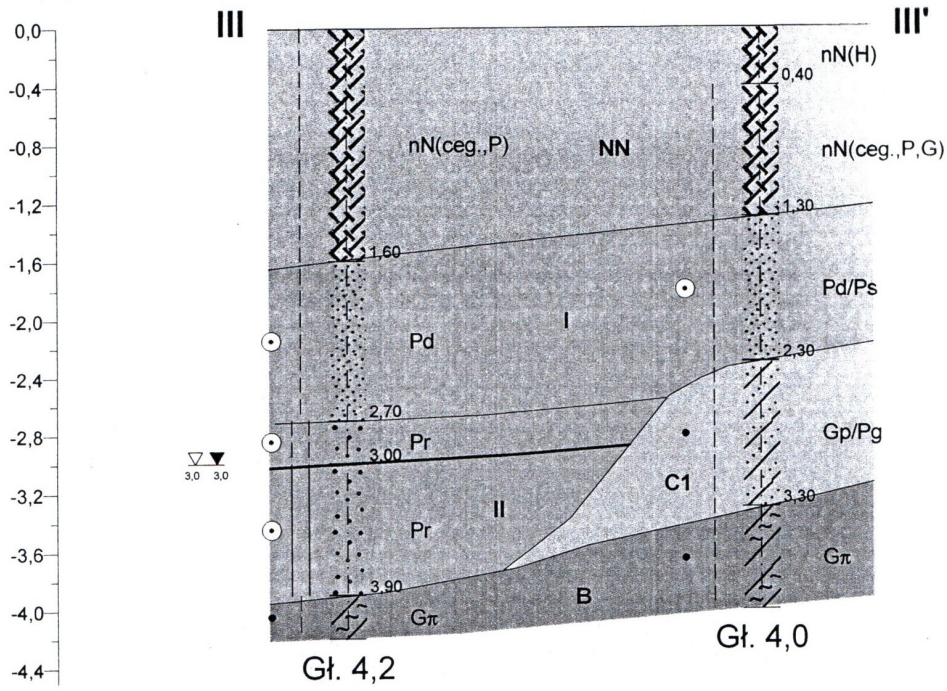 III
III'
0,0
-0,4
-0,8
-1,2
-1,6
-2,0
-2,4
-2,8
-3,2
-3,6
-4,0
-4,4
3,0 3,0
nN(ceg.,P)
NN
1,60
Pd
I
2,70
Pr
3,00
II
Pr
3,90
Gπ
B
C1
nN(H)
0,40
nN(ceg.,P,G)
1,30
Pd/Ps
2,30
Gp/Pg
3,30
Gπ
Gł. 4,2
Gł. 4,0